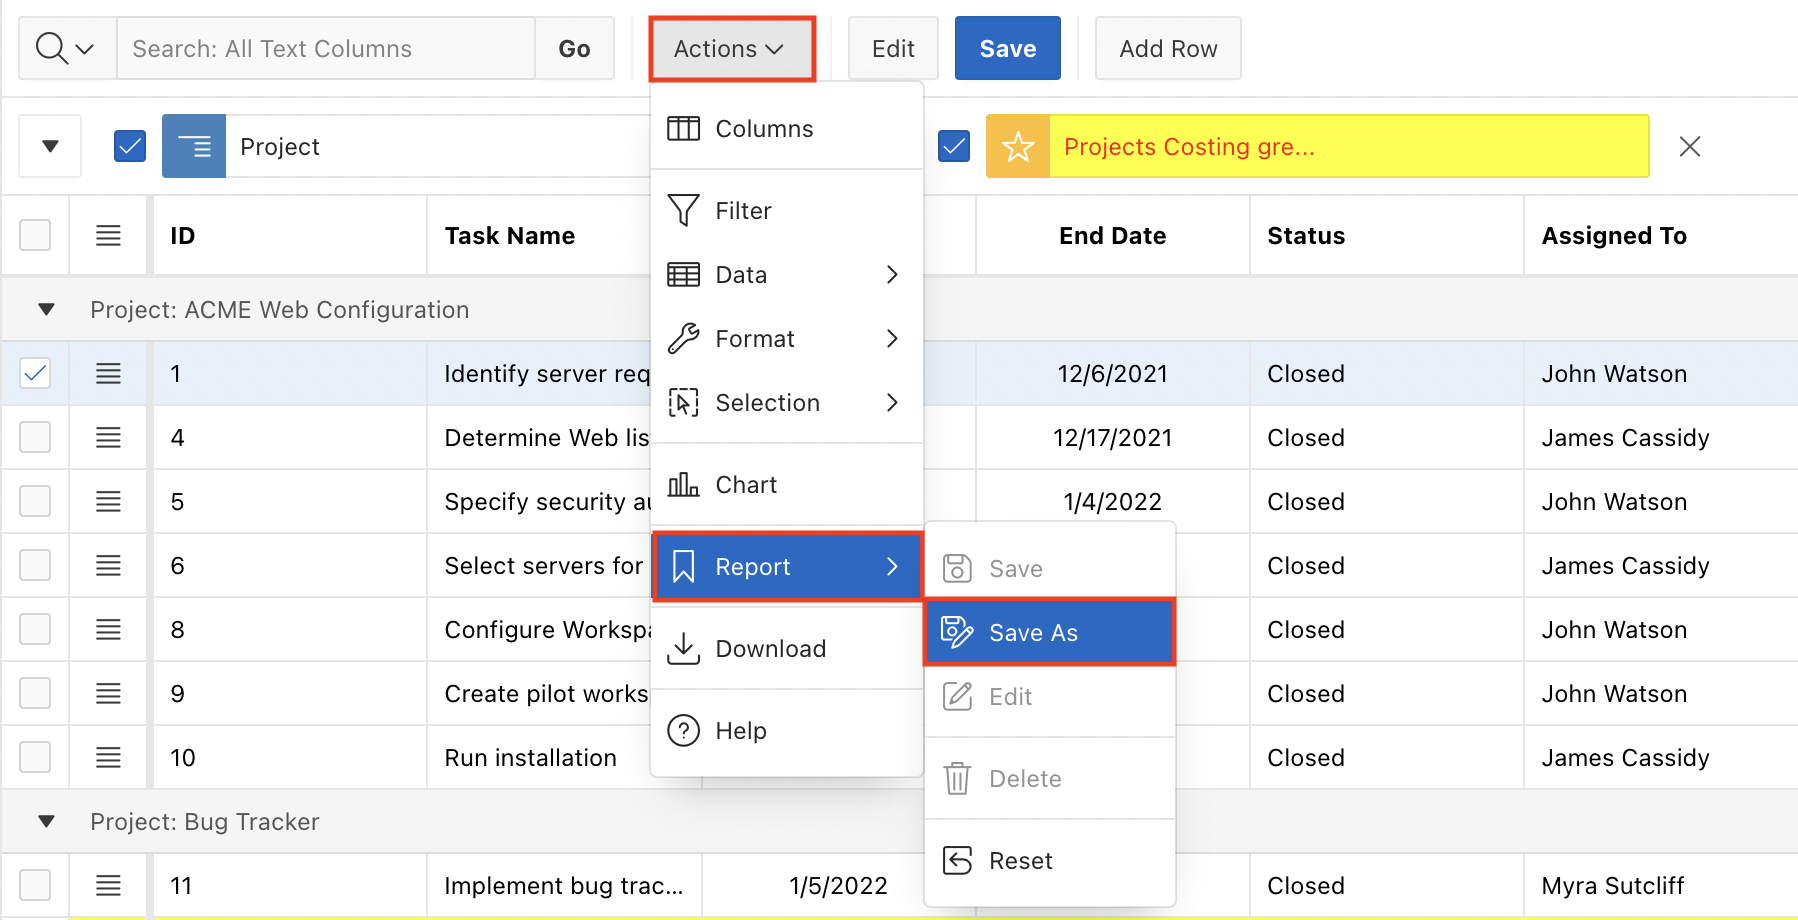 Search: All Text Columns
Go
Actions
Edit
Save
Add Row
Project
Projects Costing gre...
Columns
Filter
Data
Format
Selection
Chart
Report
Download
Help
Save
Save As
Edit
Delete
Reset
ID Task Name End Date Status Assigned To
Project: ACME Web Configuration
1 Identify server req 12/6/2021 Closed John Watson
4 Determine Web lis 12/17/2021 Closed James Cassidy
5 Specify security au 1/4/2022 Closed John Watson
6 Select servers for Closed James Cassidy
8 Configure Workspa Closed John Watson
9 Create pilot works Closed John Watson
10 Run installation Closed James Cassidy
Project: Bug Tracker
11 Implement bug trac... 1/5/2022 Closed Myra Sutcliff